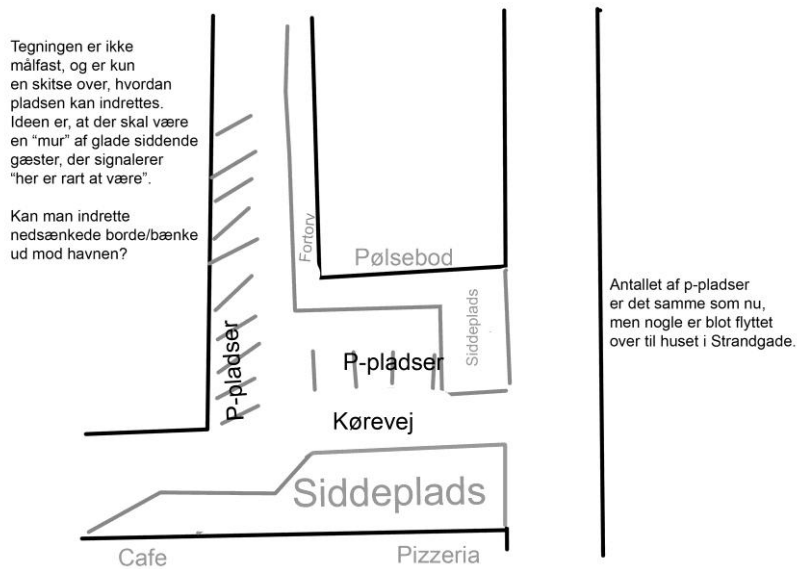 Tegningen er ikke
målfast, og er kun
en skitse over, hvordan
pladsen kan indrettes.
Ideen er, at der skal være
en “mur” af glade siddende
gæster, der signalerer
“her er rart at være”.
Kan man indrette
nedsænkede borde/bænke
ud mod havnen?
Fortorv
Pølsebod
Siddeplads
Antallet af p-pladser
er det samme som nu,
men nogle er blot flyttet
over til huset i Strandgade.
P-pladser
P-pladser
Kørevej
Siddeplads
Cafe
Pizzeria